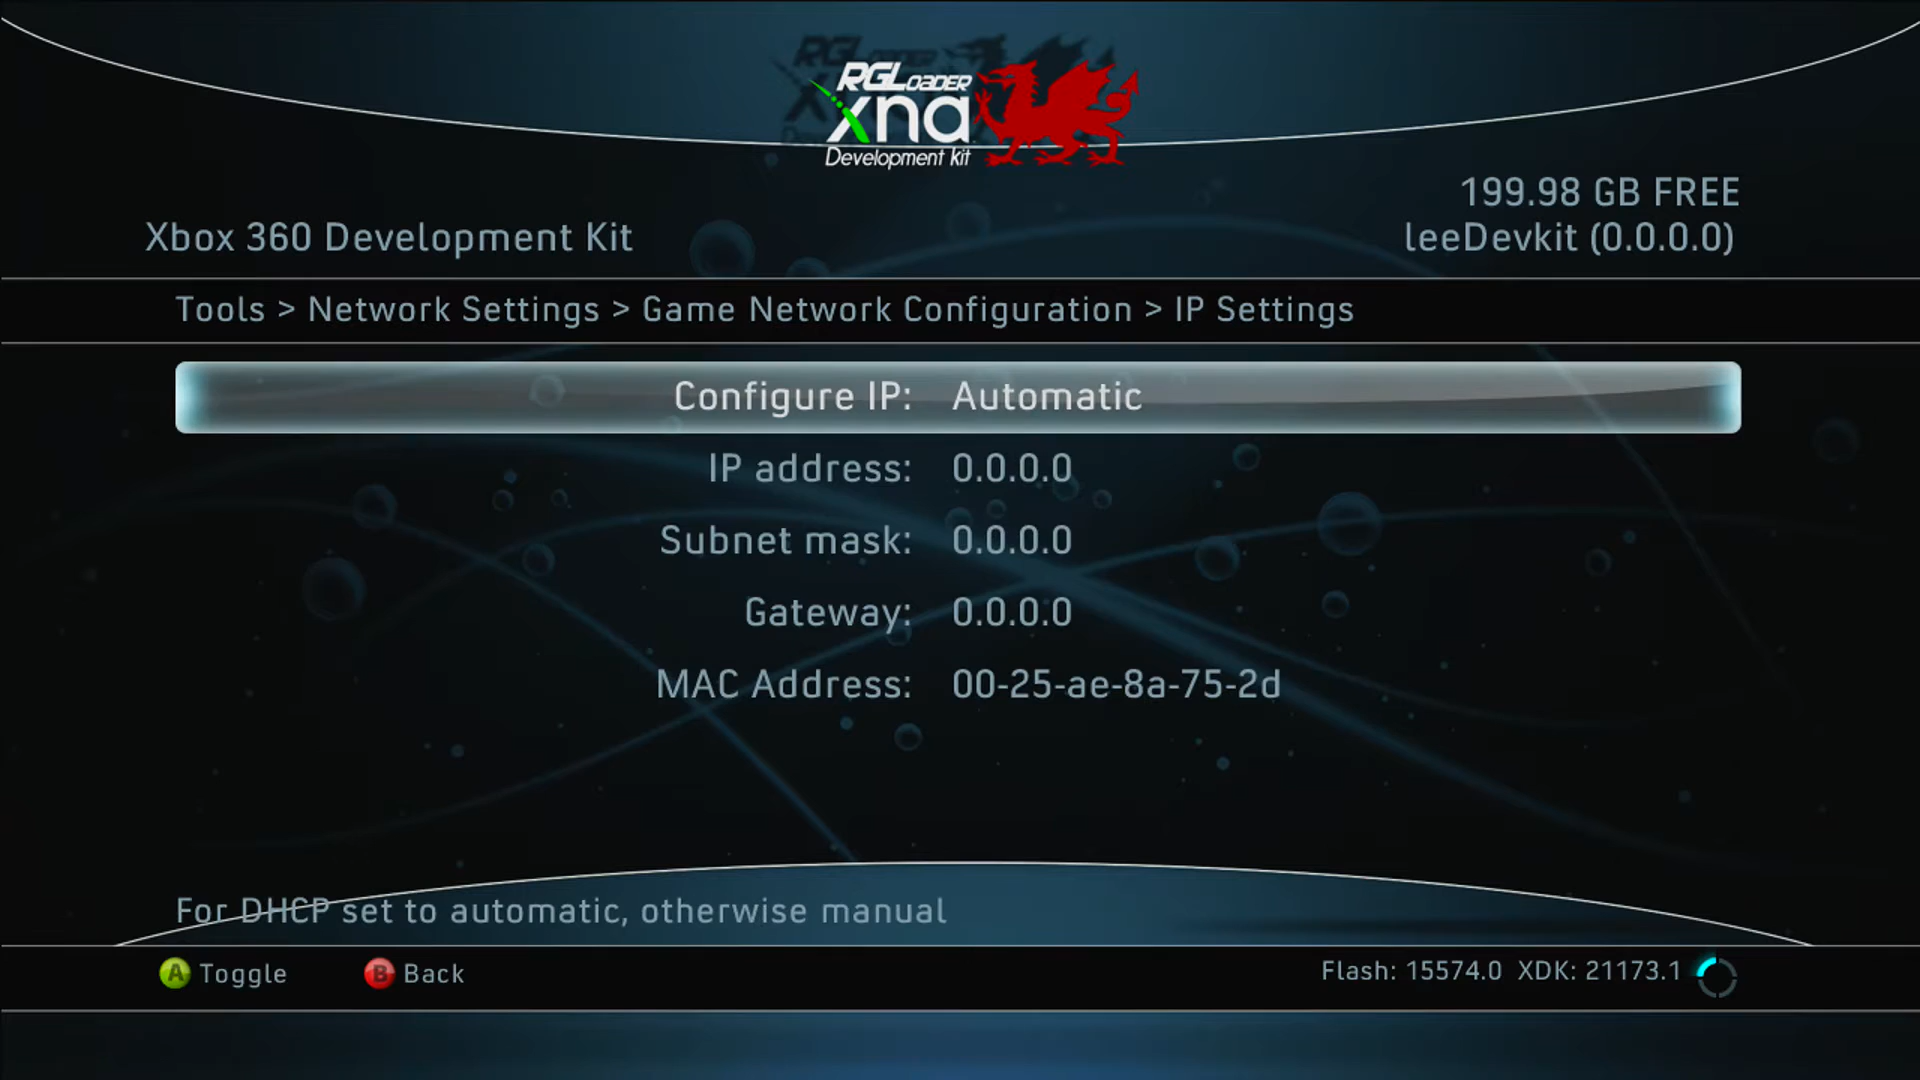 RGLoader
xna
Development kit
199.98 GB FREE
Xbox 360 Development Kit
leeDevkit (0.0.0.0)
Tools > Network Settings > Game Network Configuration > IP Settings
Configure IP: Automatic
IP address: 0.0.0.0
Subnet mask: 0.0.0.0
Gateway: 0.0.0.0
MAC Address: 00-25-ae-8a-75-2d
For DHCP set to automatic, otherwise manual
A Toggle B Back
Flash: 15574.0 XDK: 21173.1